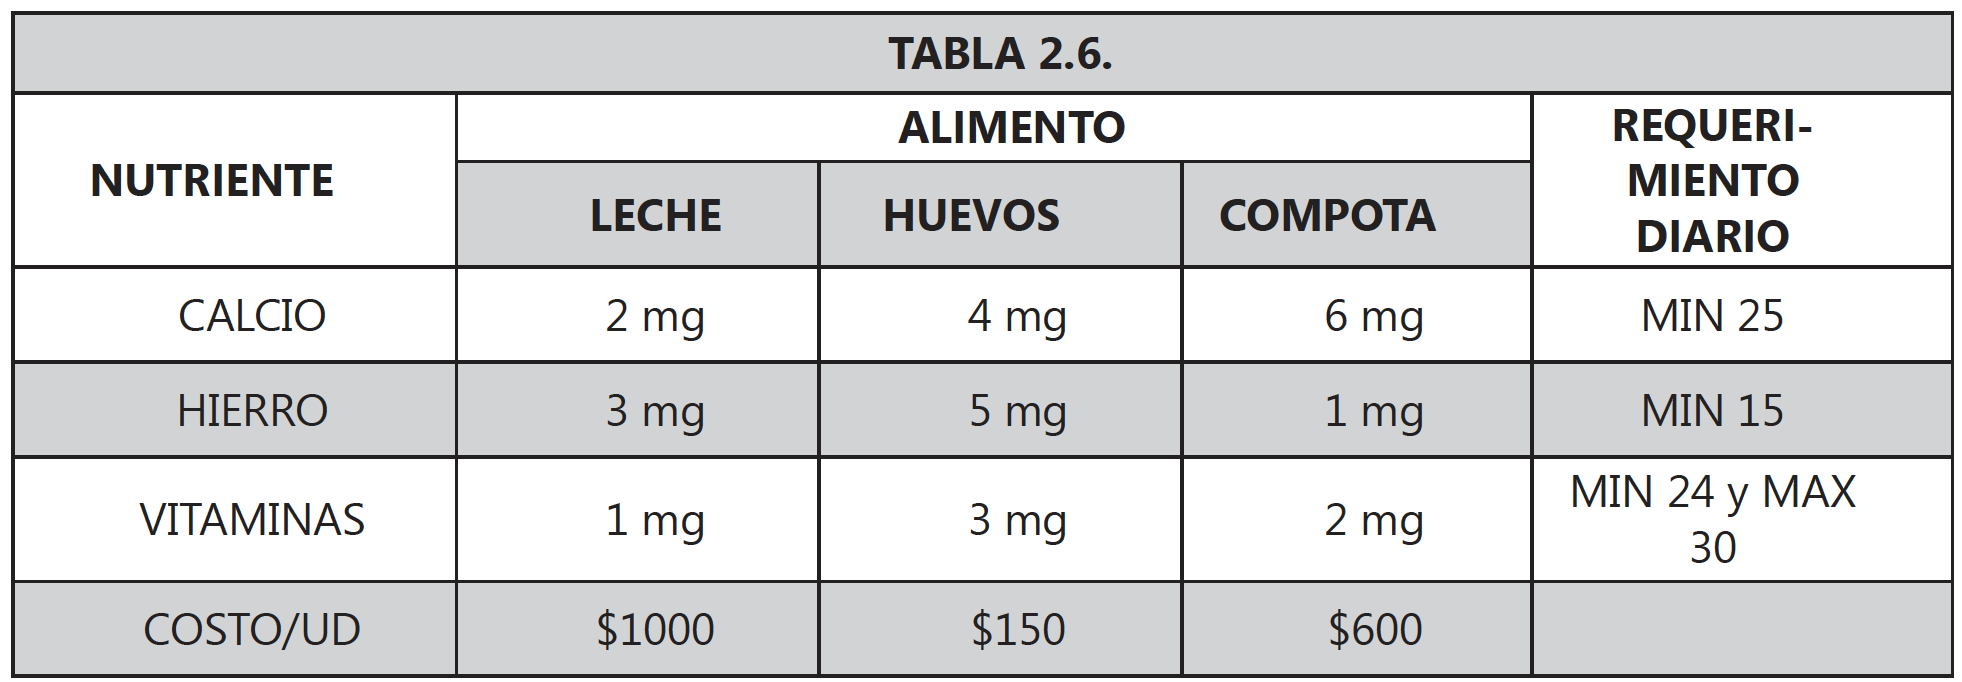 TABLA 2.6.
NUTRIENTE
ALIMENTO
REQUERI-
MIENTO
DIARIO
LECHE
HUEVOS
COMPOTA
CALCIO
2 mg
4 mg
6 mg
MIN 25
HIERRO
3 mg
5 mg
1 mg
MIN 15
VITAMINAS
1 mg
3 mg
2 mg
MIN 24 y MAX
30
COSTO/UD
$1000
$150
$600